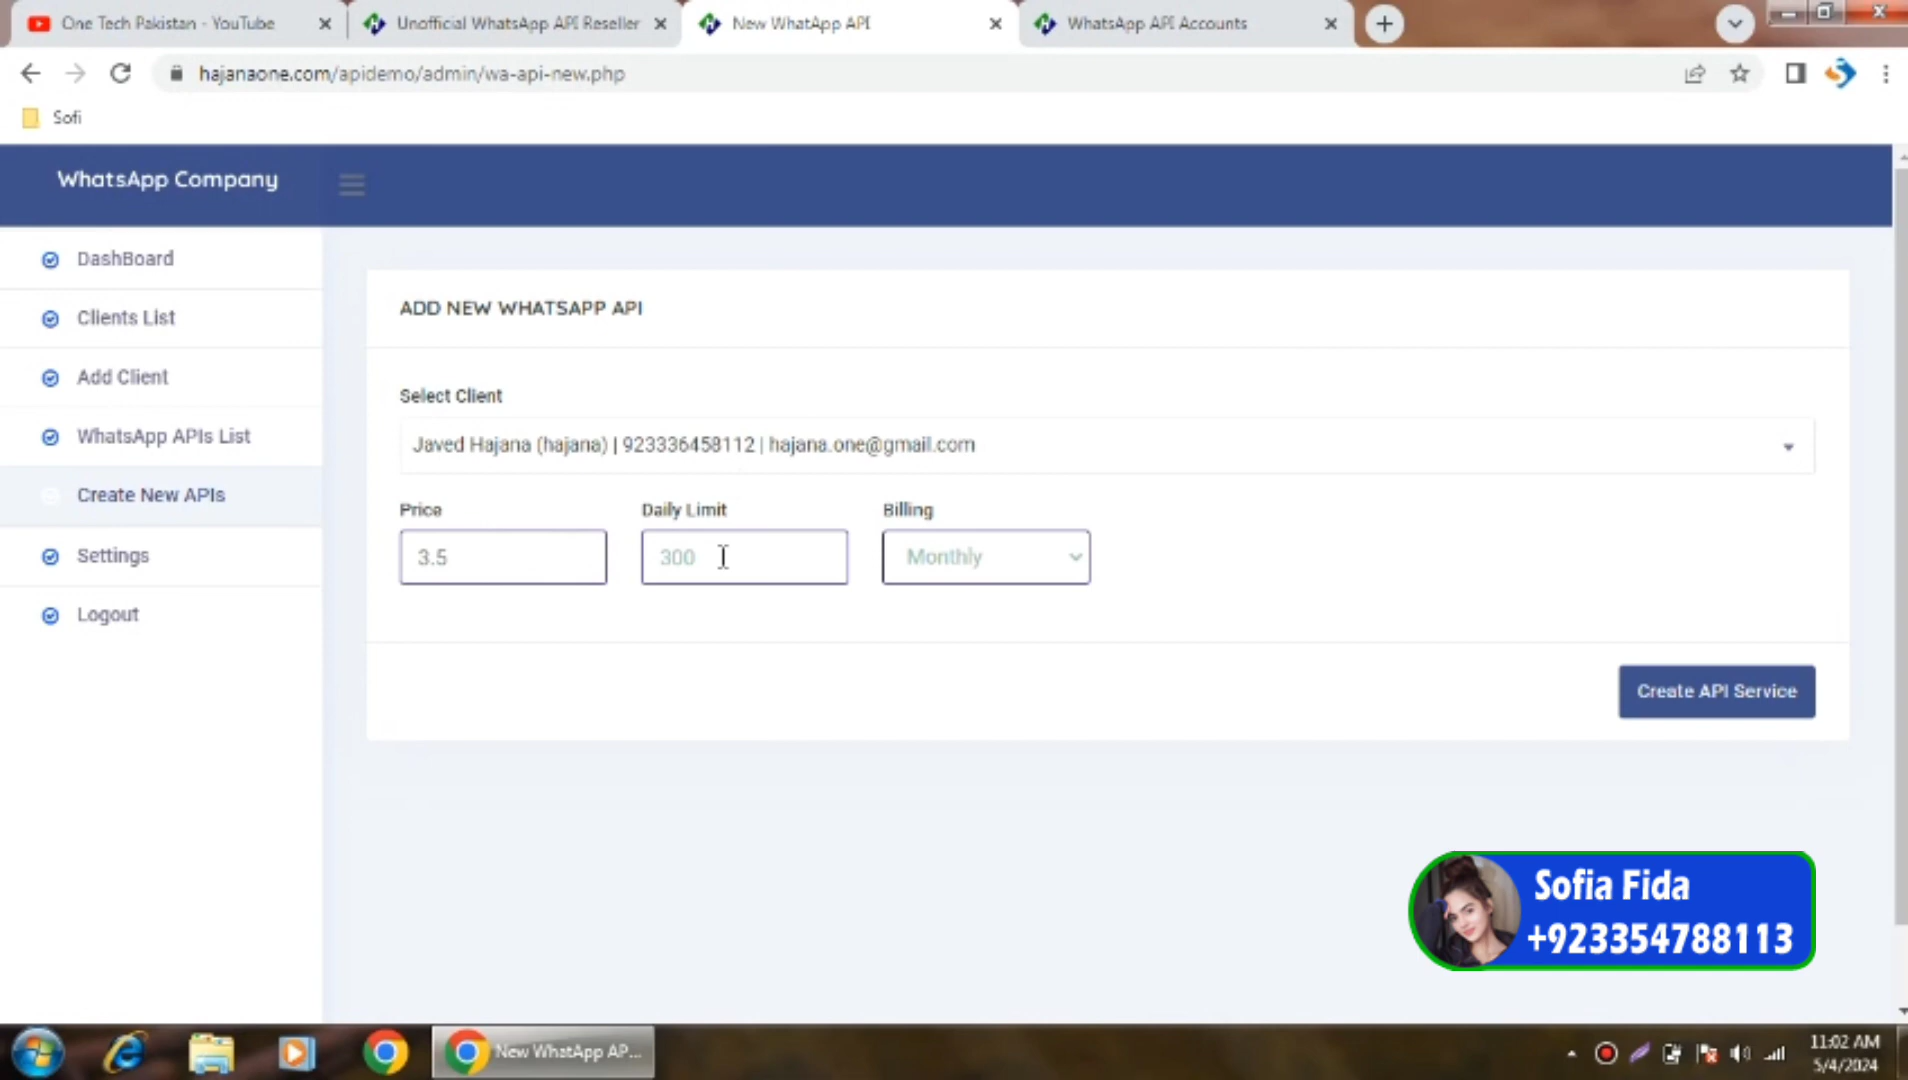 One Tech Pakistan - YouTube
Unofficial WhatsApp API Reseller
New WhatApp API
WhatsApp API Accounts
hajanaone.com/apidemo/admin/wa-api-new.php
Sofi
WhatsApp Company
DashBoard
Clients List
Add Client
WhatsApp APIs List
Create New APIs
Settings
Logout
ADD NEW WHATSAPP API
Select Client
Javed Hajana (hajana) | 923336458112 | hajana.one@gmail.com
Price Daily Limit Billing
3.5 300 Monthly
Create API Service
Sofia Fida
+923354788113
New WhatApp AP...
11:02 AM
5/4/2024